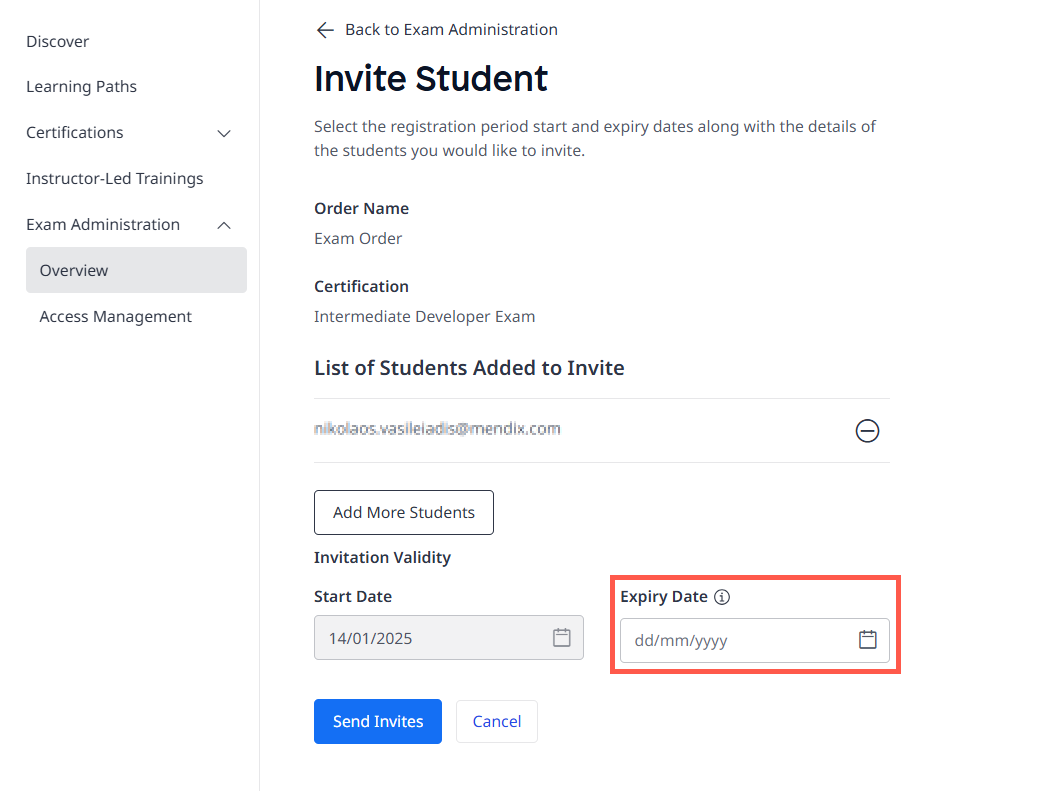 Discover
Learning Paths
Certifications
Instructor-Led Trainings
Exam Administration
Overview
Access Management
Back to Exam Administration
Invite Student
Select the registration period start and expiry dates along with the details of
the students you would like to invite.
Order Name
Exam Order
Certification
Intermediate Developer Exam
List of Students Added to Invite
@mendix.com
Add More Students
Invitation Validity
Start Date
14/01/2025
Expiry Date
dd/mm/yyyy
Send Invites
Cancel